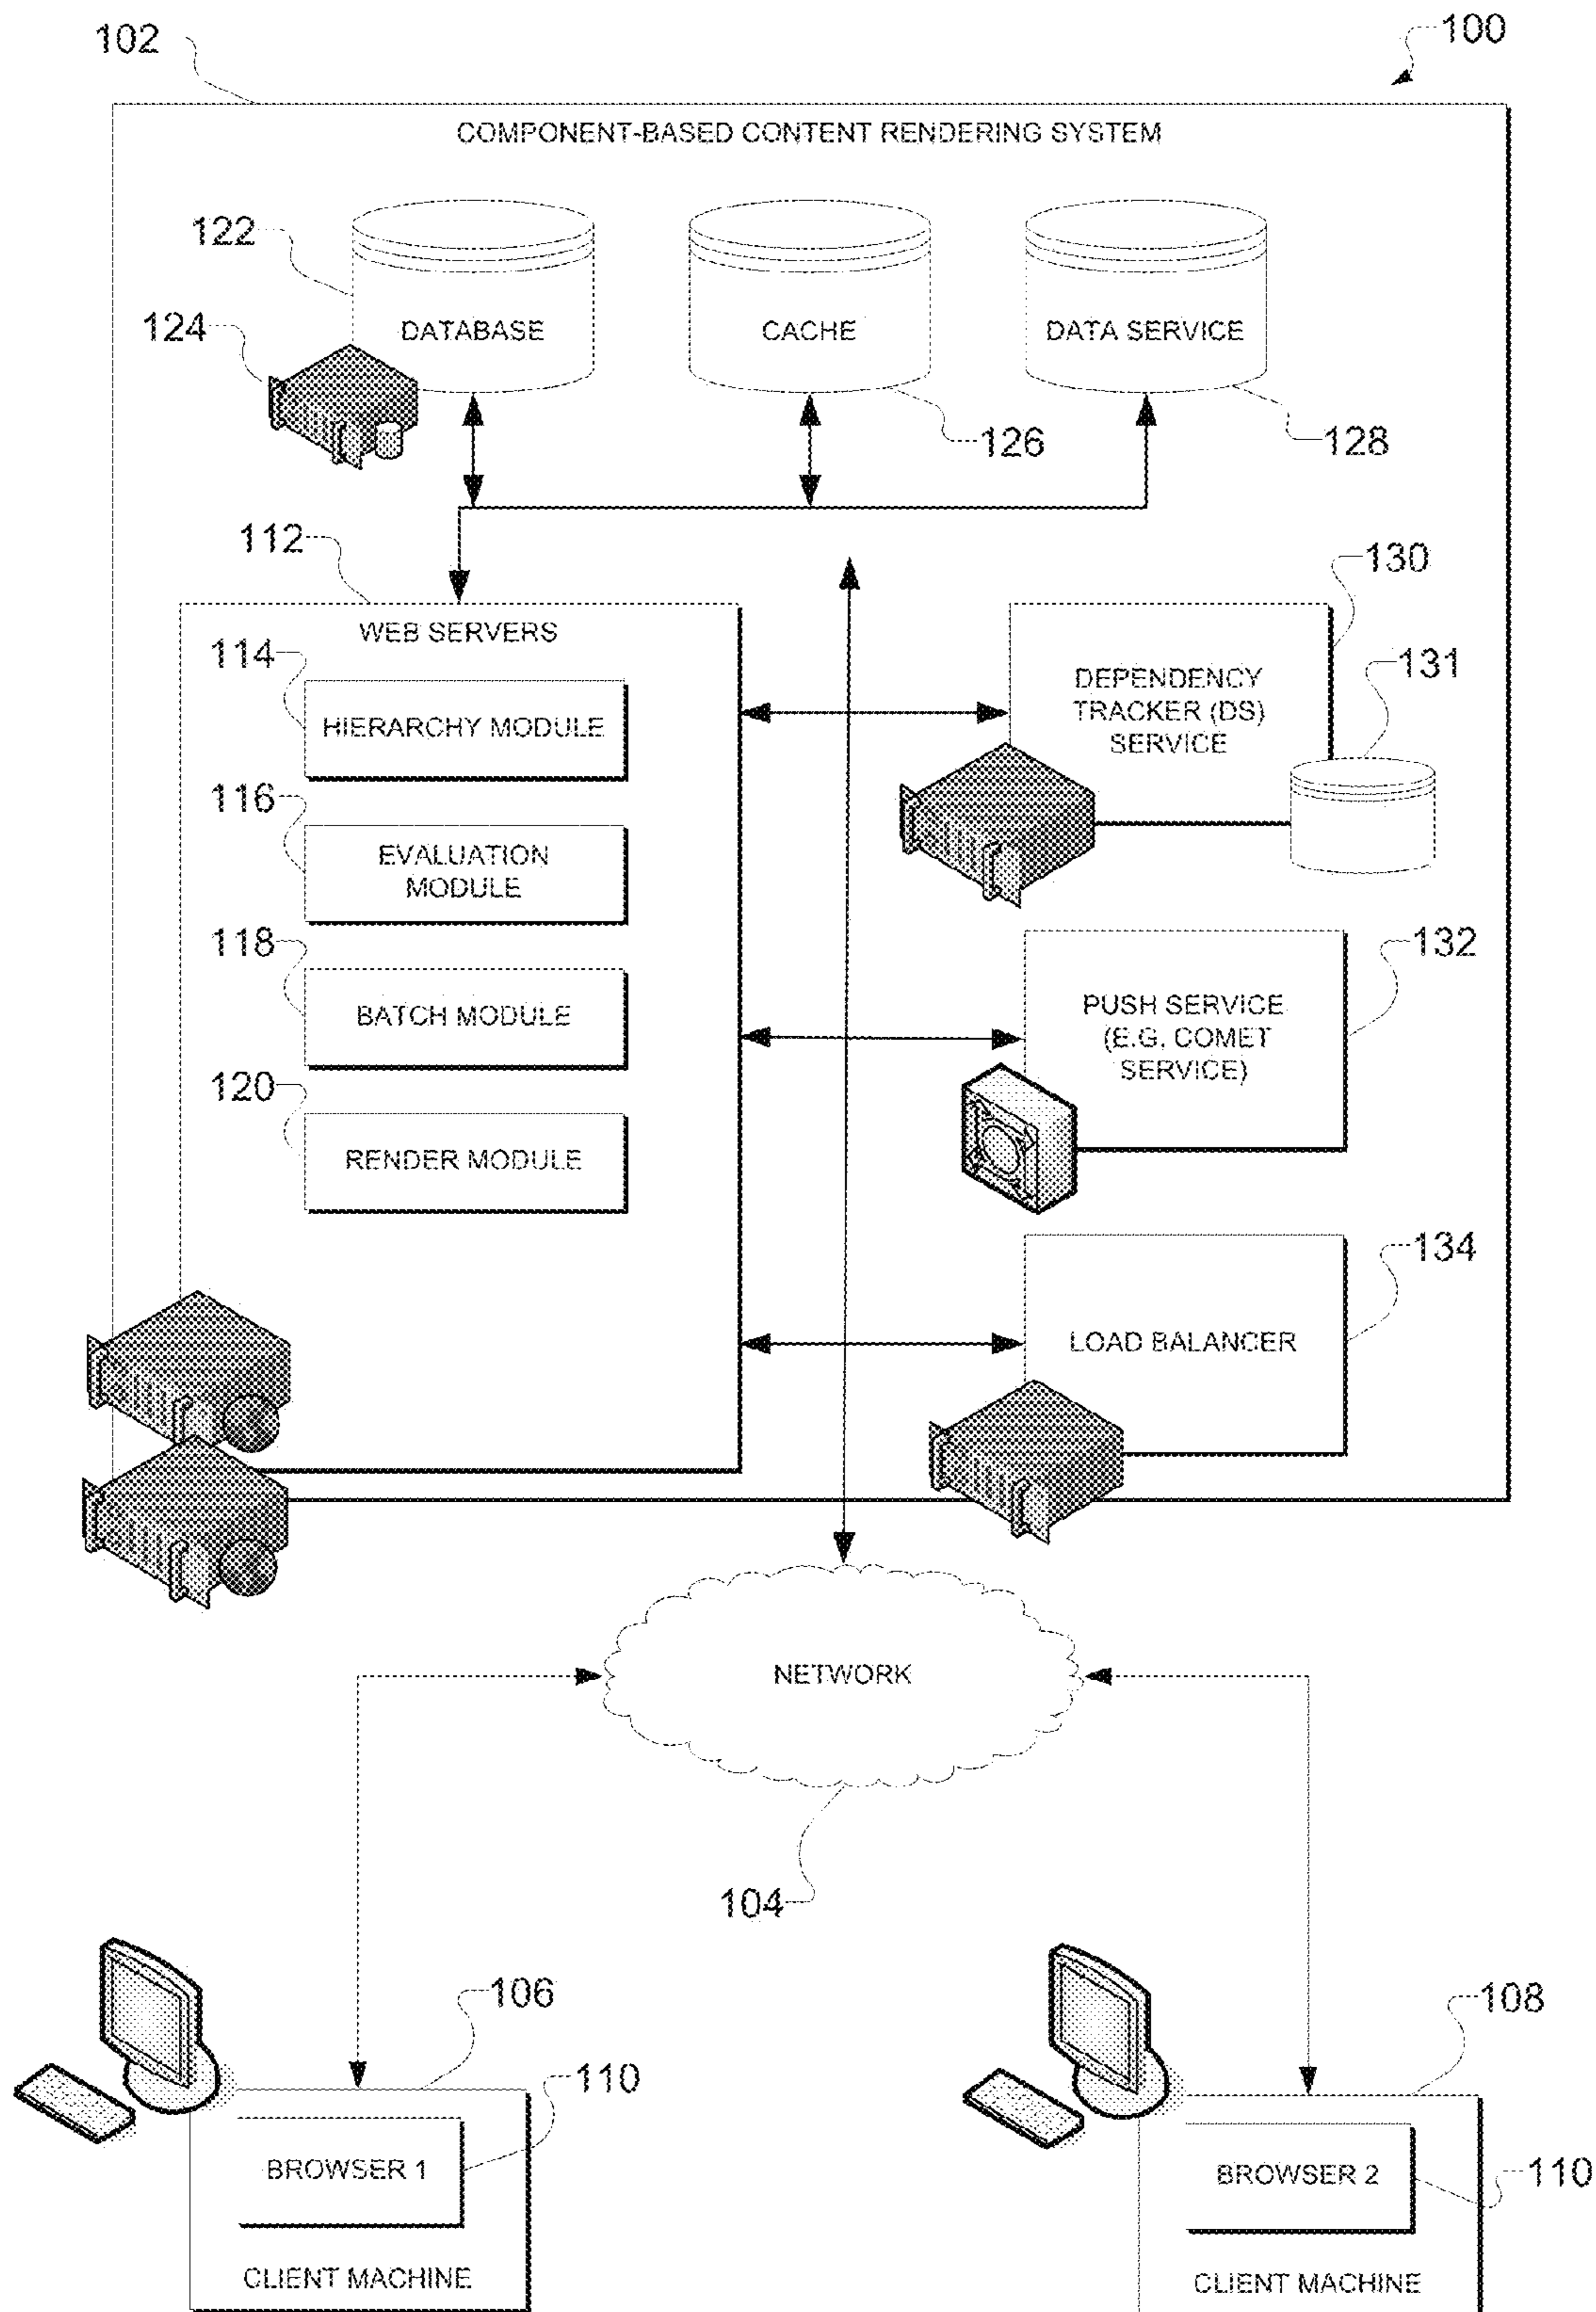 102
100
COMPONENT-BASED CONTENT RENDERING SYSTEM
122
124
DATABASE
CACHE
DATA SERVICE
126
128
112
130
WEB SERVERS
114
HIERARCHY MODULE
DEPENDENCY
TRACKER (DS)
SERVICE
131
116
EVALUATION
MODULE
118
BATCH MODULE
132
PUSH SERVICE
(E.G. COMET
SERVICE)
120
RENDER MODULE
134
LOAD BALANCER
NETWORK
104
106
110
BROWSER 1
CLIENT MACHINE
108
110
BROWSER 2
CLIENT MACHINE